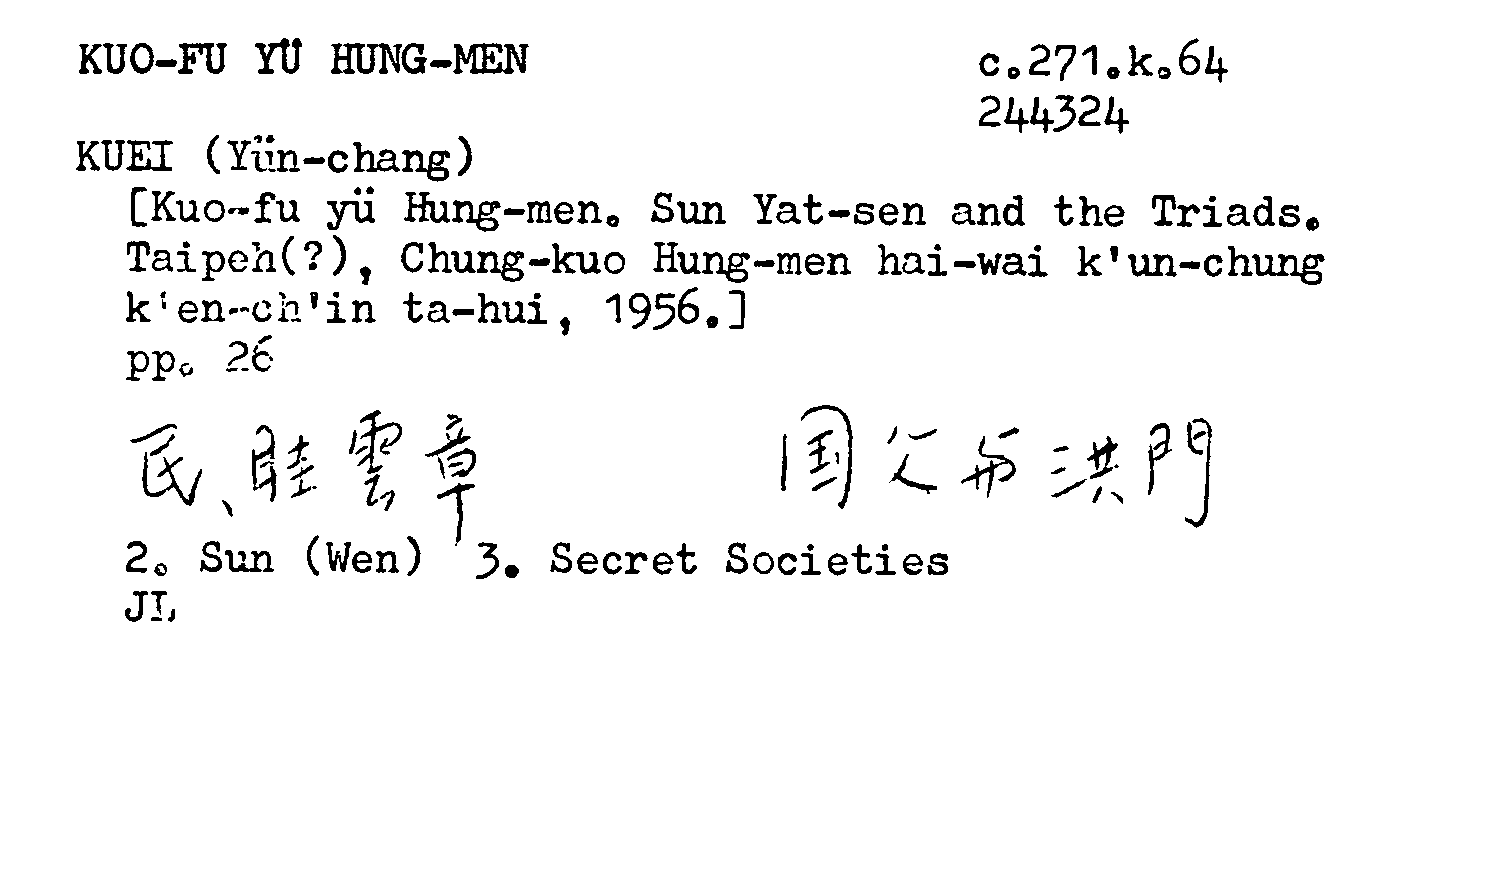 KUO-FU YÜ HUNG-MEN c.271.k.64
244324
KUEI (Yün-chang)
[Kuo-fu yü Hung-men. Sun Yat-sen and the Triads.
Taipeh(?), Chung-kuo Hung-men hai-wai k'un-chung
k'en-ch'in ta-hui, 1956.]
pp. 26
民、眭雲章 国父与洪門
2. Sun (Wen) 3. Secret Societies
JL